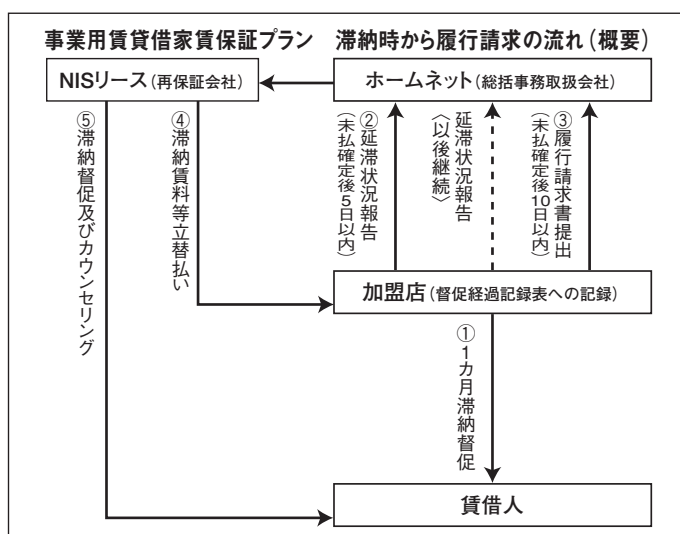 事業用賃貸借家賃保証プラン 滞納時から履行請求の流れ(概要)
NISリース(再保証会社)
ホームネット(総括事務取扱会社)
⑤滞納督促及びカウンセリング
④滞納賃料等立替払い
②延滞状況報告
(未払確定後5日以内)
延滞状況報告
〈以後継続〉
③履行請求書提出
(未払確定後10日以内)
加盟店(督促経過記録表への記録)
①1カ月滞納督促
賃借人